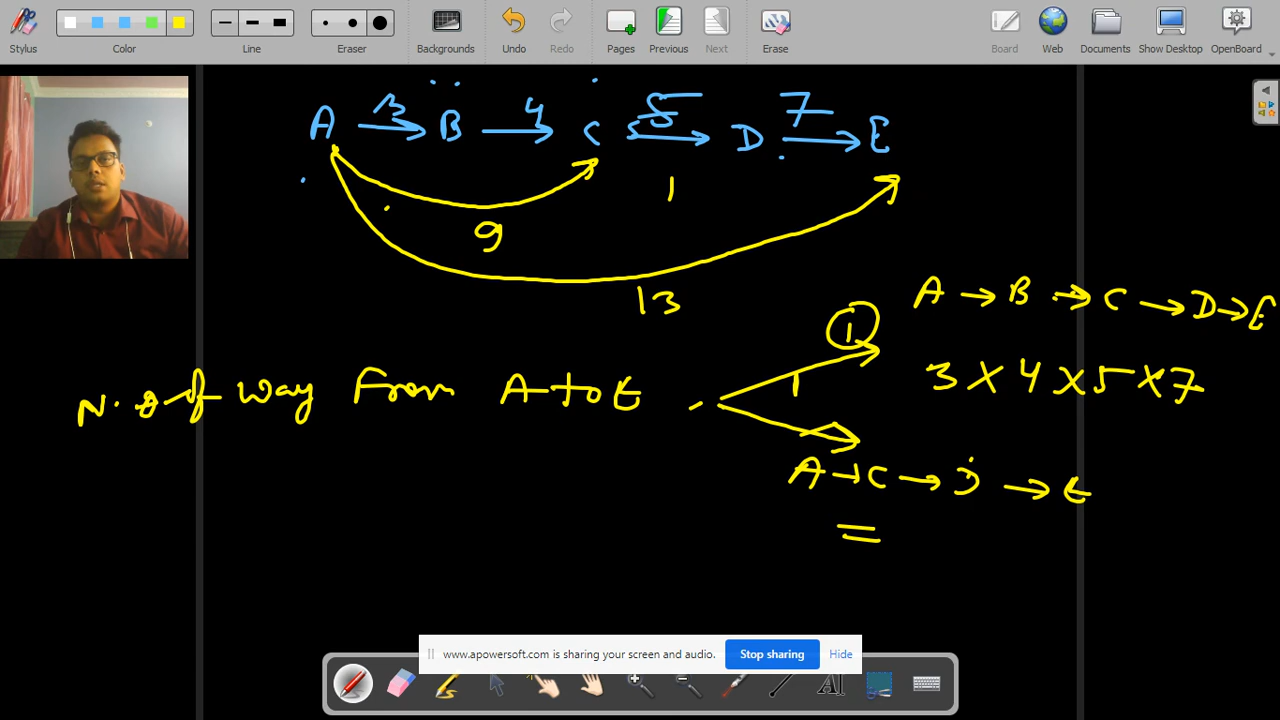 Stylus Color Line Eraser Backgrounds Undo Redo Pages Previous Next Erase Board Web Documents Show Desktop OpenBoard
A 3 B 4 C 5 D 7 E
1
9
13
A → B → C → D → E
1
N. of Way From A to E
1
3 X 4 X 5 X 7
A → C → D → E
=
www.apowersoft.com is sharing your screen and audio. Stop sharing Hide